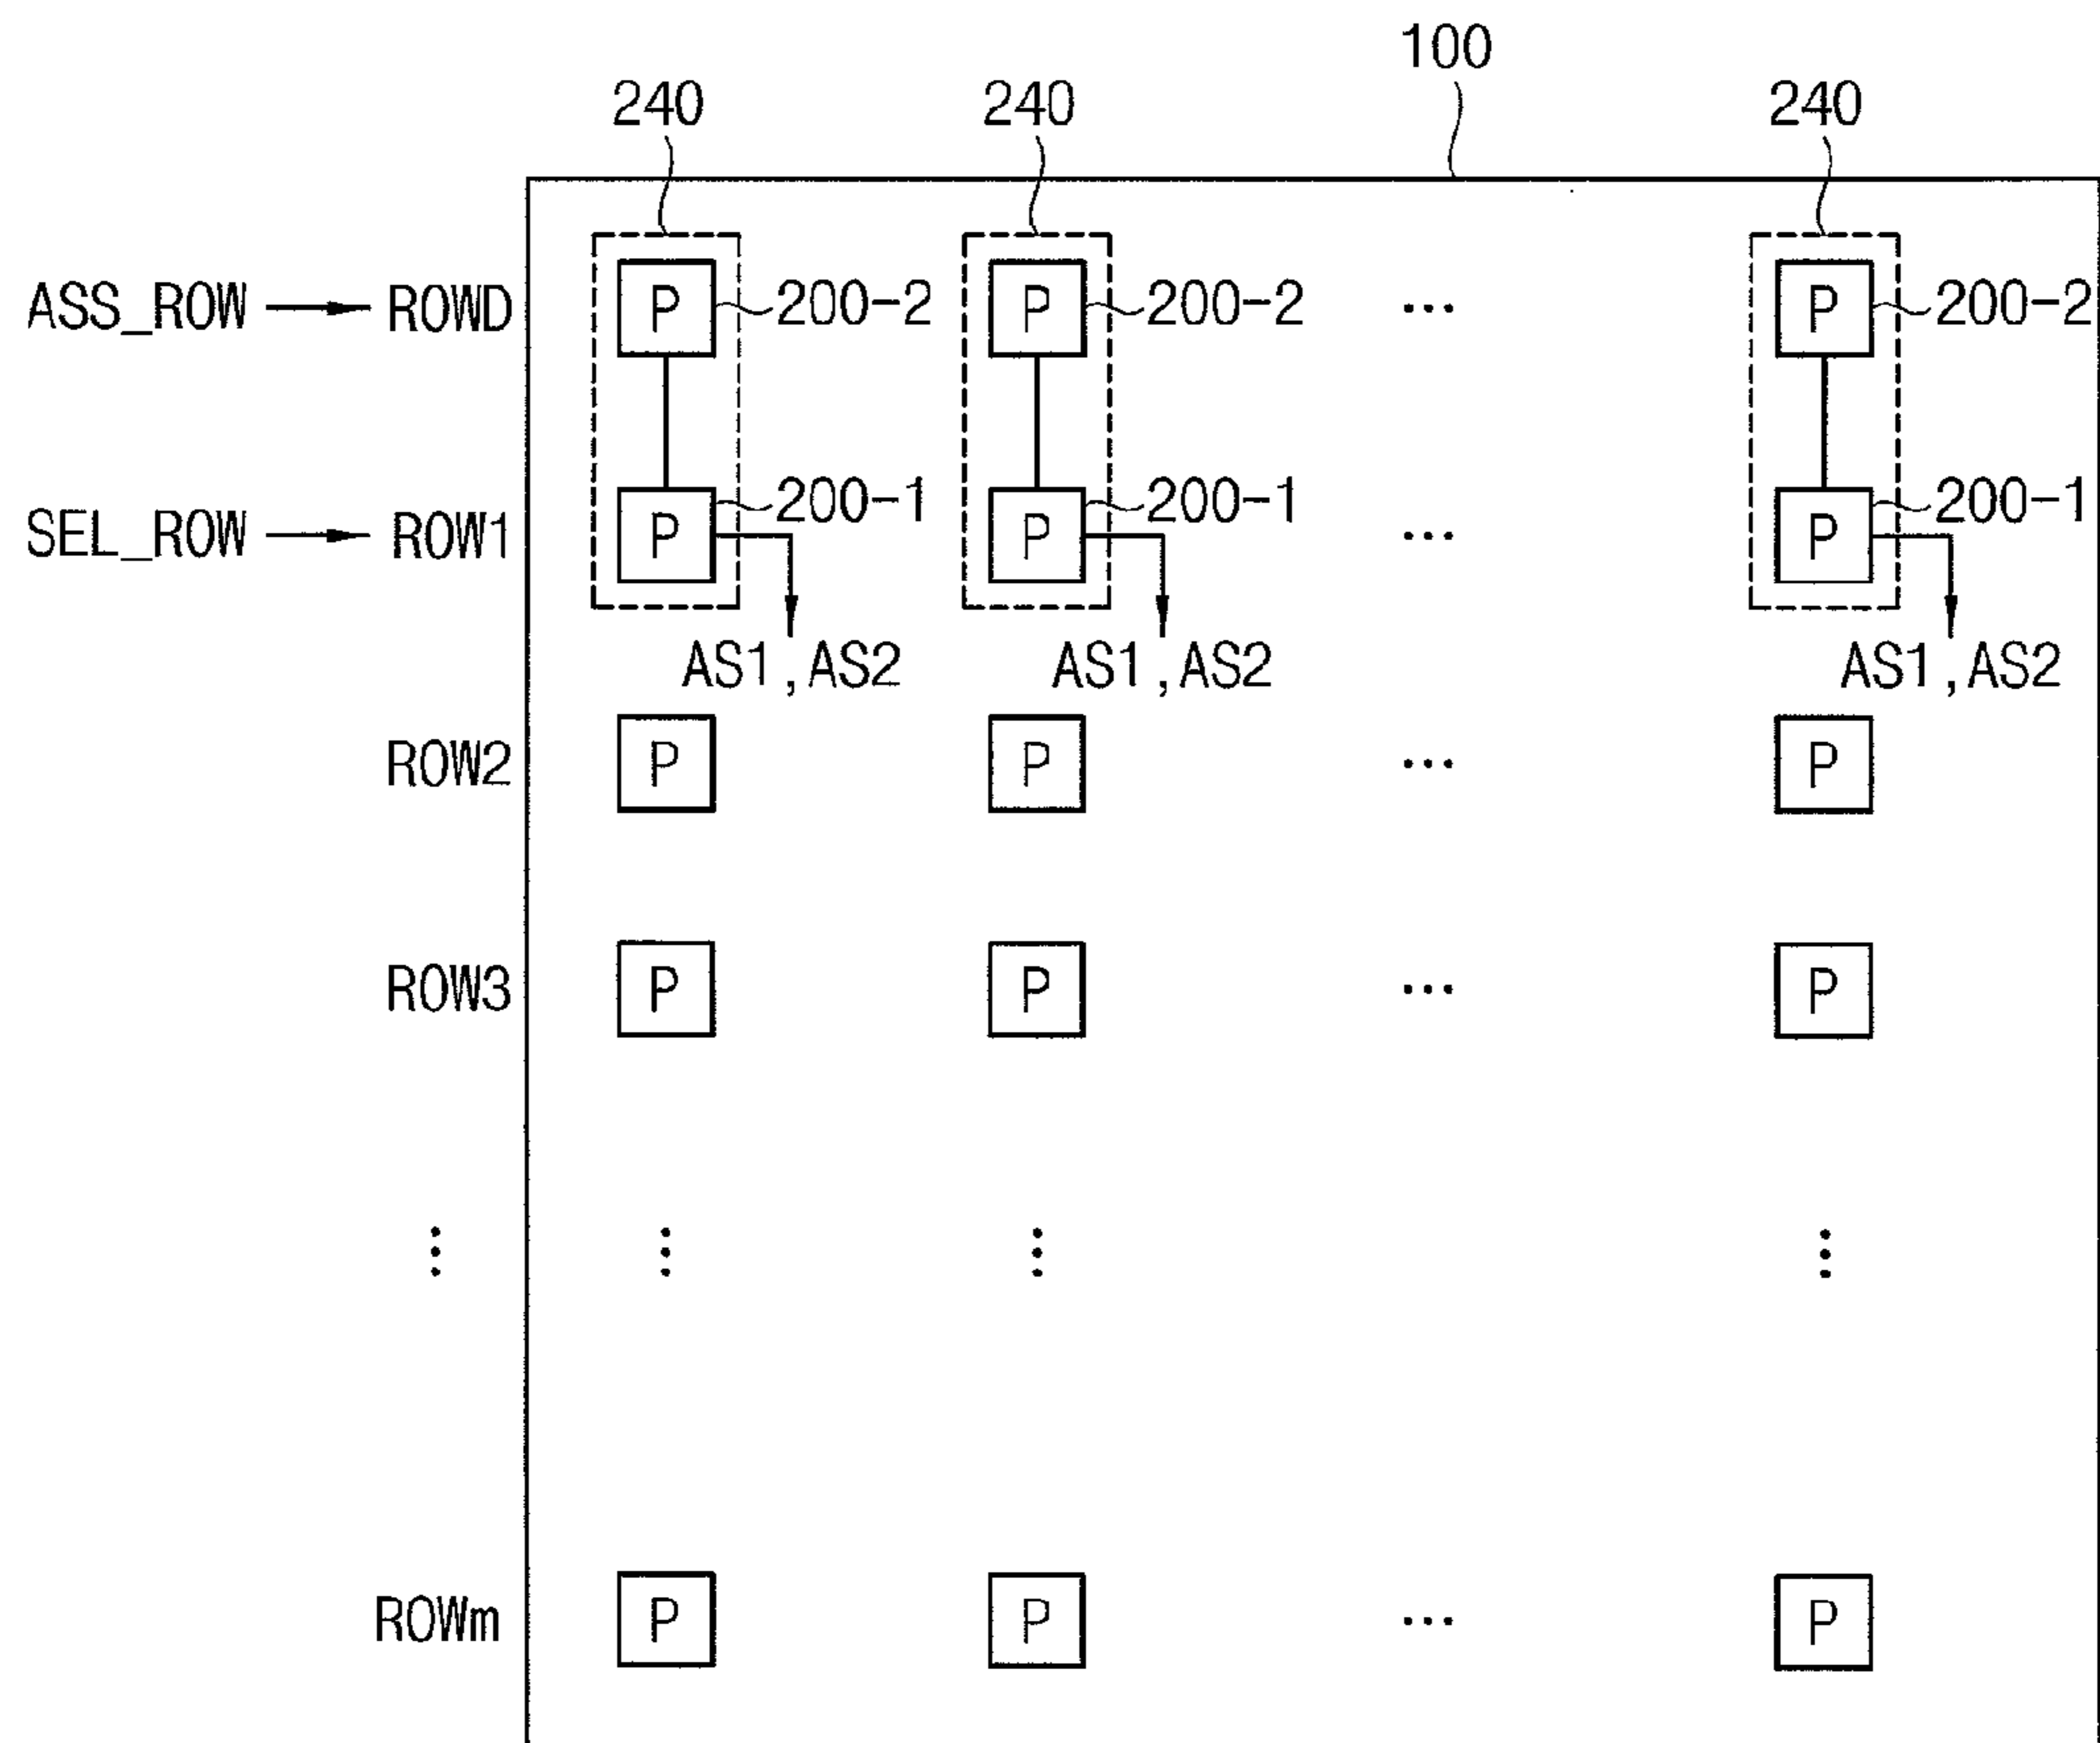 100
240 240 240
ASS_ROW ROWD P 200-2 P 200-2 ... P 200-2
SEL_ROW ROW1 P 200-1 P 200-1 ... P 200-1
AS1,AS2 AS1,AS2 AS1,AS2
ROW2 P P ... P
ROW3 P P ... P
ROWm P P ... P